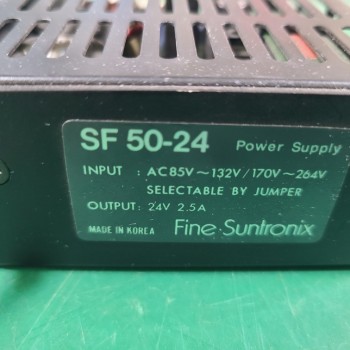 SF 50-24 Power Supply
INPUT : AC85V~132V/170V~264V
SELECTABLE BY JUMPER
OUTPUT: 24V 2.5A
MADE IN KOREA Fine·Suntronix